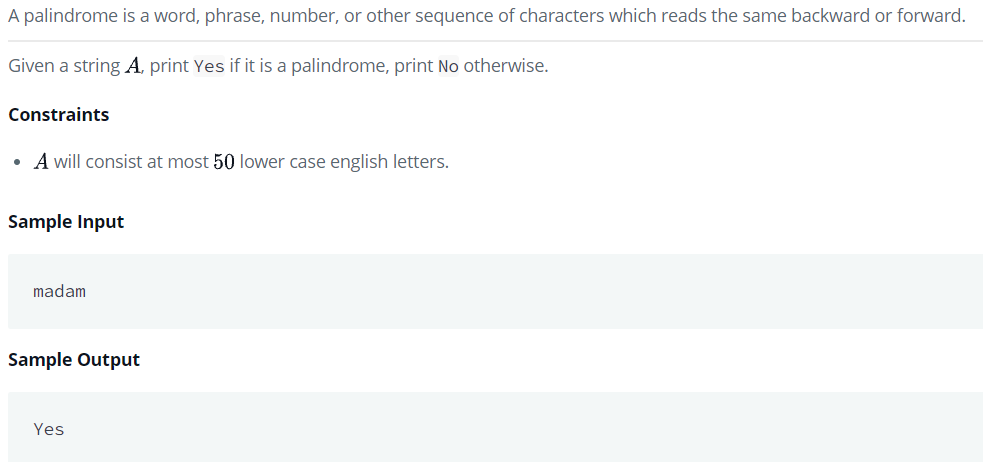 A palindrome is a word, phrase, number, or other sequence of characters which reads the same backward or forward.
Given a string A, print Yes if it is a palindrome, print No otherwise.
Constraints
• A will consist at most 50 lower case english letters.
Sample Input
madam
Sample Output
Yes